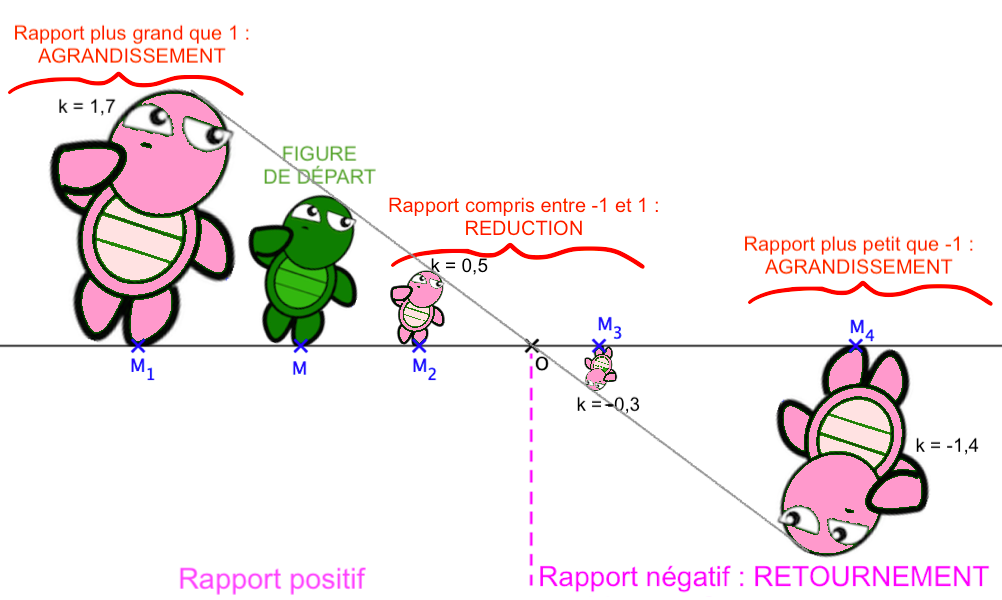 Rapport plus grand que 1 :
AGRANDISSEMENT
k = 1,7
FIGURE
DE DÉPART
Rapport compris entre -1 et 1 :
REDUCTION
k = 0,5
Rapport plus petit que -1 :
AGRANDISSEMENT
M1
M
M2
O
M3
M4
k = -0,3
k = -1,4
Rapport positif
Rapport négatif : RETOURNEMENT